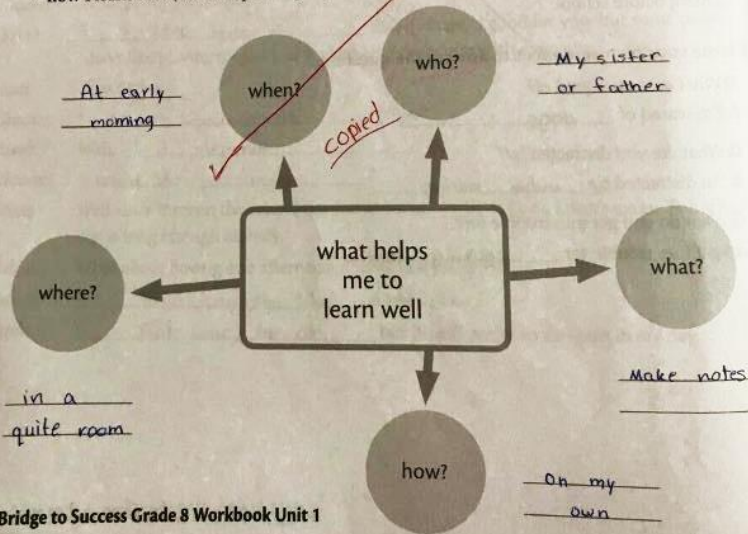 when?
At early
morning
copied
who?
My sister
or father
what helps
me to
learn well
where?
in a
quite room
what?
Make notes
how?
On my
own
Bridge to Success Grade 8 Workbook Unit 1